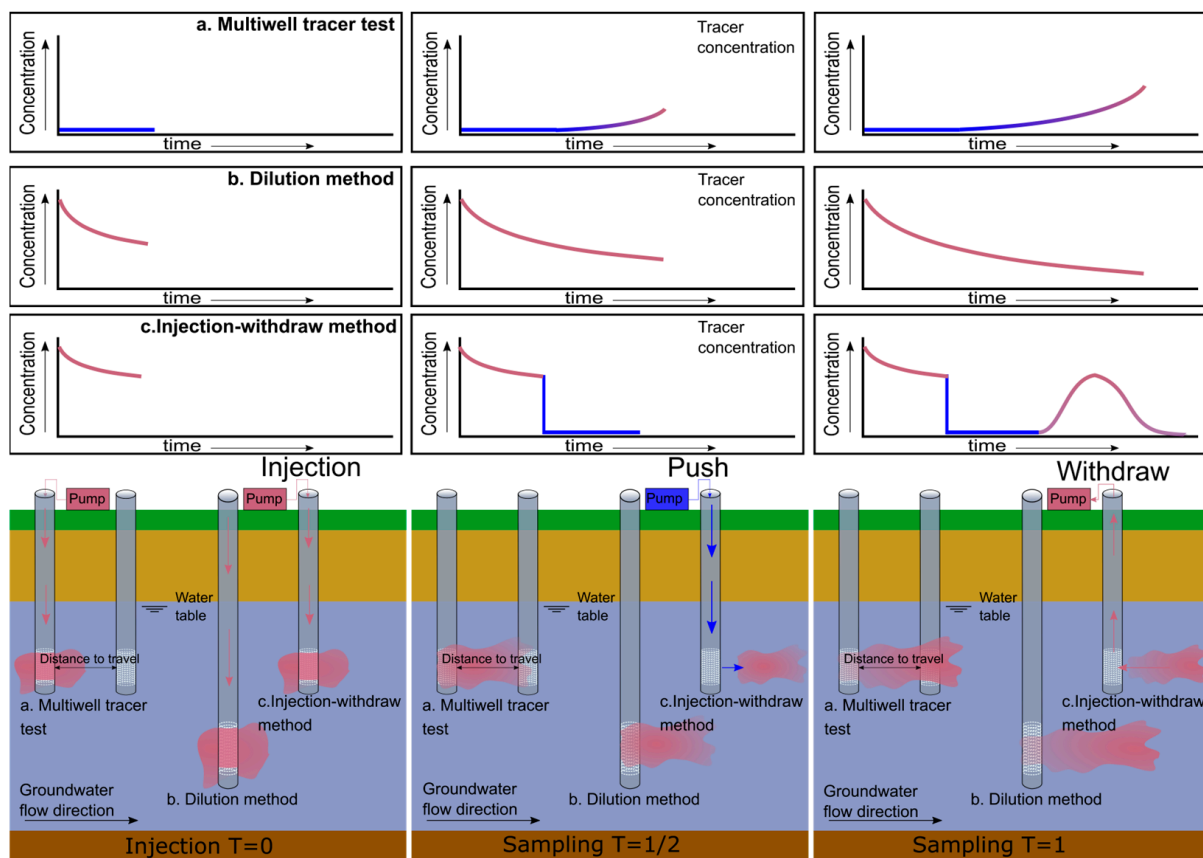 a. Multiwell tracer test
Concentration
time
Tracer
concentration
Concentration
time
Concentration
time
b. Dilution method
Concentration
time
Tracer
concentration
Concentration
time
Concentration
time
c.Injection-withdraw method
Concentration
time
Tracer
concentration
Concentration
time
Concentration
time
Injection
Pump
Pump
Water
table
Distance to travel
a. Multiwell tracer
test
c.Injection-withdraw
method
b. Dilution method
Groundwater
flow direction
Injection T=0
Push
Pump
Water
table
Distance to travel
a. Multiwell tracer
test
c.Injection-withdraw
method
b. Dilution method
Groundwater
flow direction
Sampling T=1/2
Withdraw
Pump
Water
table
Distance to travel
a. Multiwell tracer
test
c.Injection-withdraw
method
b. Dilution method
Groundwater
flow direction
Sampling T=1